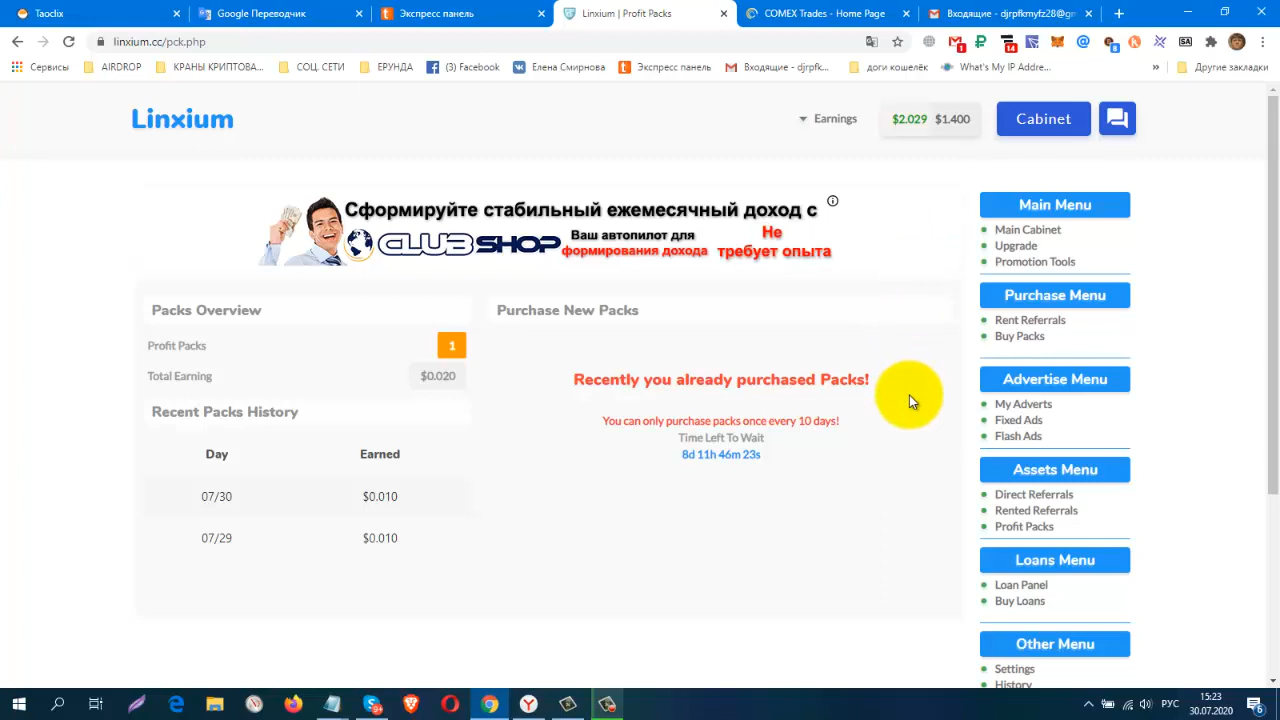 Taoclix
Google Переводчик
Экспресс панель
Linxium | Profit Packs
COMEX Trades - Home Page
Входящие - djrpfkmyfz28@gm
linxium.cc/pck.php
1
14
8
Сервисы
AIRDROP
КРАНЫ КРИПТОВА...
СОЦ СЕТИ
ЕРУНДА
(3) Facebook
Елена Смирнова
Экспресс панель
Входящие - djrpfk...
доги кошелёк
What's My IP Addre...
»
Другие закладки
Linxium
Earnings
$2.029 $1.400
Cabinet
Сформируйте стабильный ежемесячный доход с
CLUBSHOP
Ваш автопилот для
формирования дохода
Не
требует опыта
Packs Overview
Profit Packs
1
Total Earning
$0.020
Recent Packs History
Day Earned
07/30 $0.010
07/29 $0.010
Purchase New Packs
Recently you already purchased Packs!
You can only purchase packs once every 10 days!
Time Left To Wait
8d 11h 46m 23s
Main Menu
Main Cabinet
Upgrade
Promotion Tools
Purchase Menu
Rent Referrals
Buy Packs
Advertise Menu
My Adverts
Fixed Ads
Flash Ads
Assets Menu
Direct Referrals
Rented Referrals
Profit Packs
Loans Menu
Loan Panel
Buy Loans
Other Menu
Settings
History
РУС
15:23
30.07.2020
6